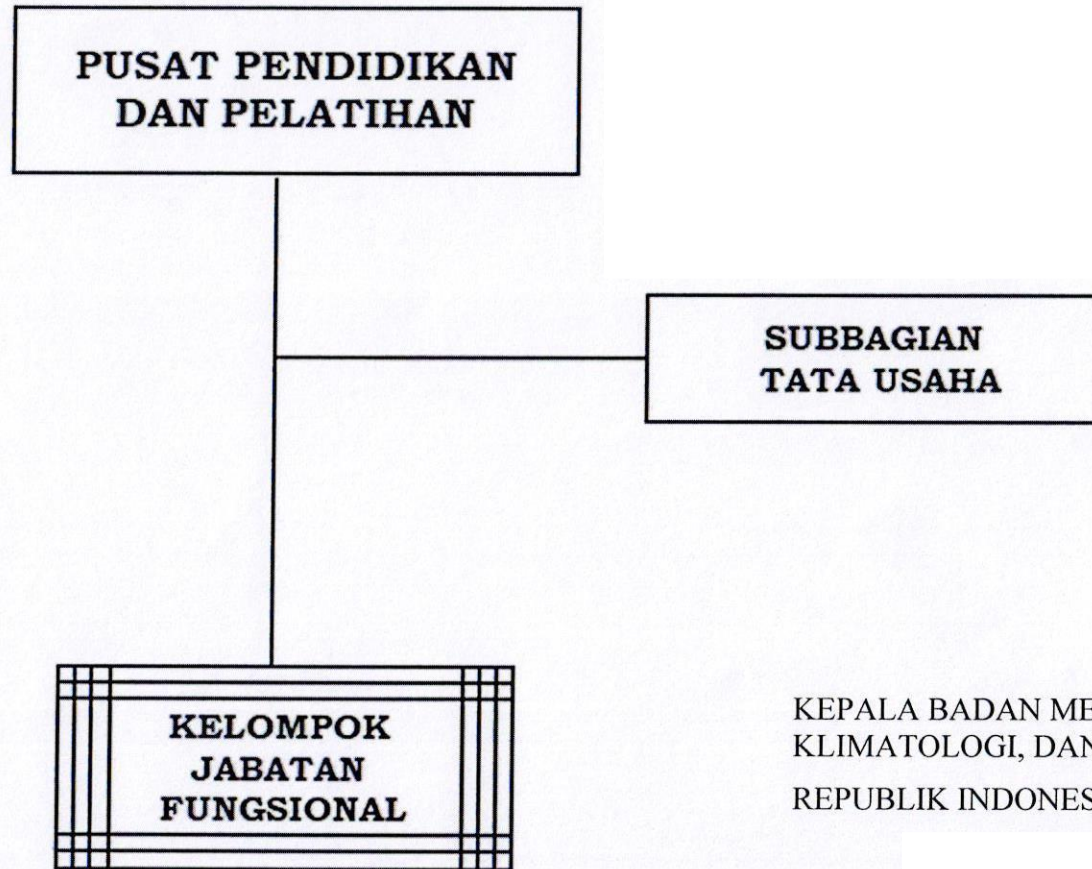 PUSAT PENDIDIKAN
DAN PELATIHAN
SUBBAGIAN
TATA USAHA
KELOMPOK
JABATAN
FUNGSIONAL
KEPALA BADAN ME
KLIMATOLOGI, DAN
REPUBLIK INDONES